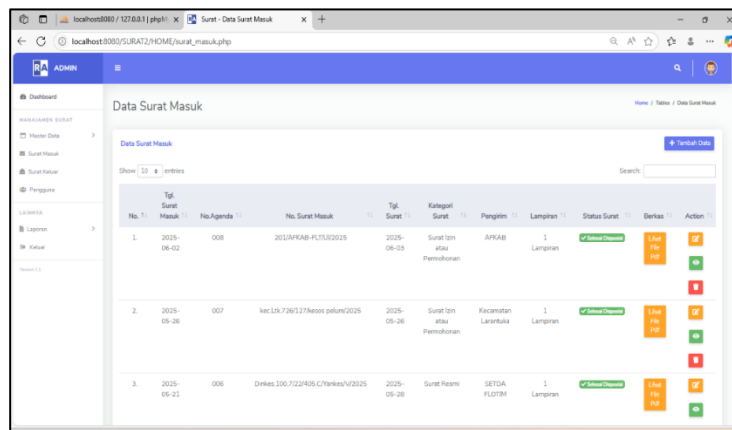 localhost:8080 / 127.0.0.1 | phpM
Surat - Data Surat Masuk
localhost:8080/SURAT2/HOME/surat_masuk.php
RA ADMIN
Dashboard
MANAJEMEN SURAT
Master Data
Surat Masuk
Surat Keluar
Pengguna
LAINNYA
Laporan
Keluar
Version 1.1
Data Surat Masuk
Home / Tables / Data Surat Masuk
Data Surat Masuk
+ Tambah Data
Show 10 entries
Search:
No. Tgl. Surat Masuk No.Agenda No. Surat Masuk Tgl. Surat Kategori Surat Pengirim Lampiran Status Surat Berkas Action
1. 2025-06-02 008 201/AFKAB-FLT/UI/2025 2025-06-03 Surat Izin atau Permohonan AFKAB 1 Lampiran Selesai Disposisi Lihat File Pdf
2. 2025-05-26 007 kec.Ltk.726/127/kesos pelum/2025 2025-05-26 Surat Izin atau Permohonan Kecamatan Larantuka 1 Lampiran Selesai Disposisi Lihat File Pdf
3. 2025-05-21 006 Dinkes.100.7/22/405.C/Yankes/V/2025 2025-05-28 Surat Resmi SETDA FLOTIM 1 Lampiran Selesai Disposisi Lihat File Pdf